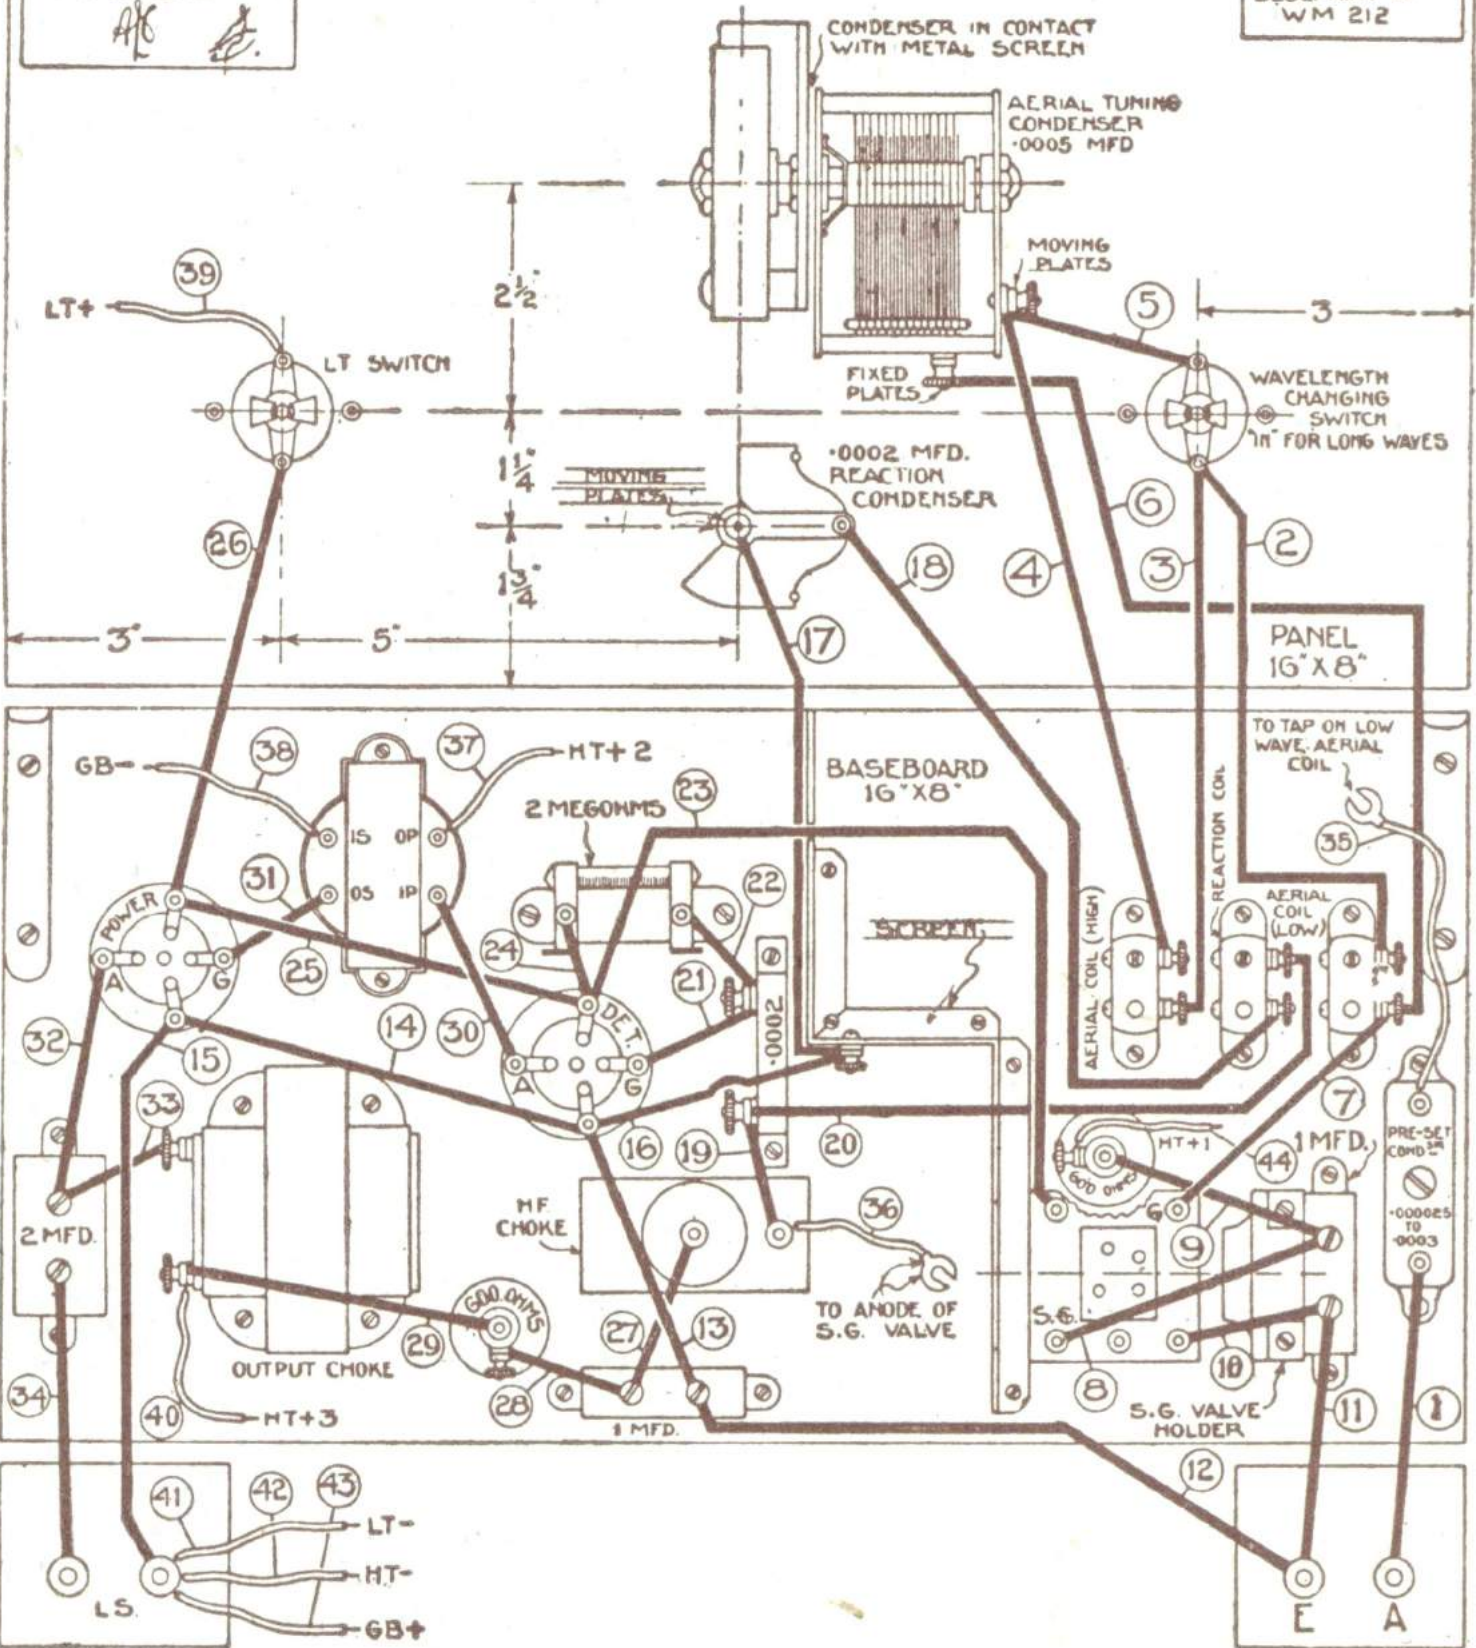 WM 212
CONDENSER IN CONTACT
WITH METAL SCREEN
AERIAL TUNING
CONDENSER
·0005 MFD
MOVING
PLATES
39
LT+
LT SWITCH
2½"
5
3
FIXED
PLATES
WAVELENGTH
CHANGING
SWITCH
"IN" FOR LONG WAVES
1¼"
MOVING
PLATES
·0002 MFD.
REACTION
CONDENSER
26
18
4
6
3
2
1¾"
3"
5"
17
PANEL
16"X8"
GB-
38
37
HT+2
BASEBOARD
16"X8"
TO TAP ON LOW
WAVE AERIAL
COIL
2 MEGOHMS
23
35
IS
OP
OS
IP
31
25
POWER
A
G
24
22
21
30
14
·0002
SCREEN
AERIAL COIL (HIGH)
REACTION COIL
AERIAL
COIL
(LOW)
DET.
A
G
32
15
33
16
19
20
7
HT+1
44
600 OHMS
1 MFD.
PRE-SET
COND SER
·000025
TO
·0003
2 MFD.
HF
CHOKE
36
G
9
TO ANODE OF
S.G. VALVE
S.G.
600 OHMS
29
27
13
28
8
10
11
1
OUTPUT CHOKE
34
40
HT+3
1 MFD.
S.G. VALVE
HOLDER
12
41
42
43
LT-
HT-
GB+
LS.
E
A